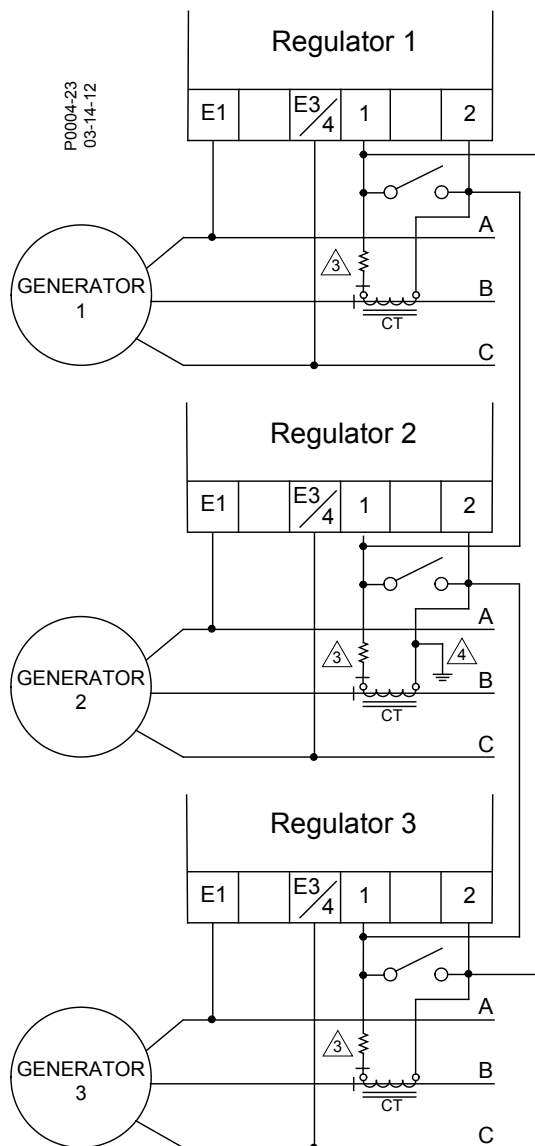 P0004-23
03-14-12
Regulator 1
E1 E3/4 1 2
A
3
GENERATOR
1
B
CT
C
Regulator 2
E1 E3/4 1 2
A
3 4
GENERATOR
2
B
CT
C
Regulator 3
E1 E3/4 1 2
A
3
GENERATOR
3
B
CT
C